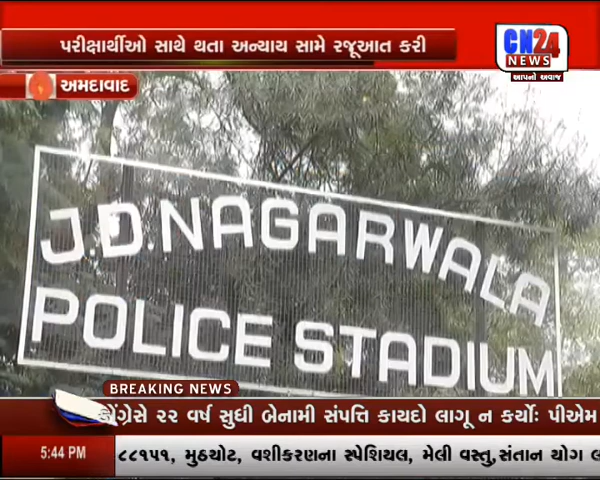 પરીક્ષાર્થીઓ સાથે થતા અન્યાય સામે રજૂઆત કરી
CN24
NEWS
આપનો અવાજ
અમદાવાદ
J.D.NAGARWALA
POLICE STADIUM
BREAKING NEWS
કોંગ્રેસે ૨૨ વર્ષ સુધી બેનામી સંપત્તિ કાયદો લાગૂ ન કર્યોઃ પીએમ
5:44 PM
૮૮૧૫૧, મુઠચોટ, વશીકરણના સ્પેશિયલ, મેલી વસ્તુ,સંતાન યોગ